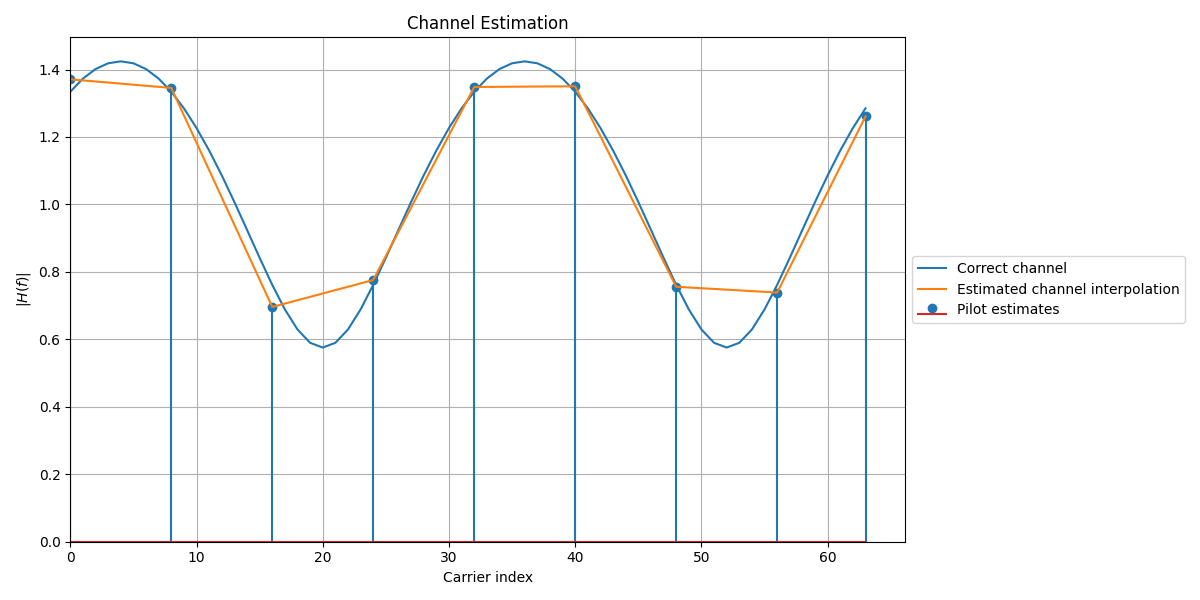 Channel Estimation
|H(f)|
1.4
1.2
1.0
0.8
0.6
0.4
0.2
0.0
0 10 20 30 40 50 60
Carrier index
Correct channel
Estimated channel interpolation
Pilot estimates